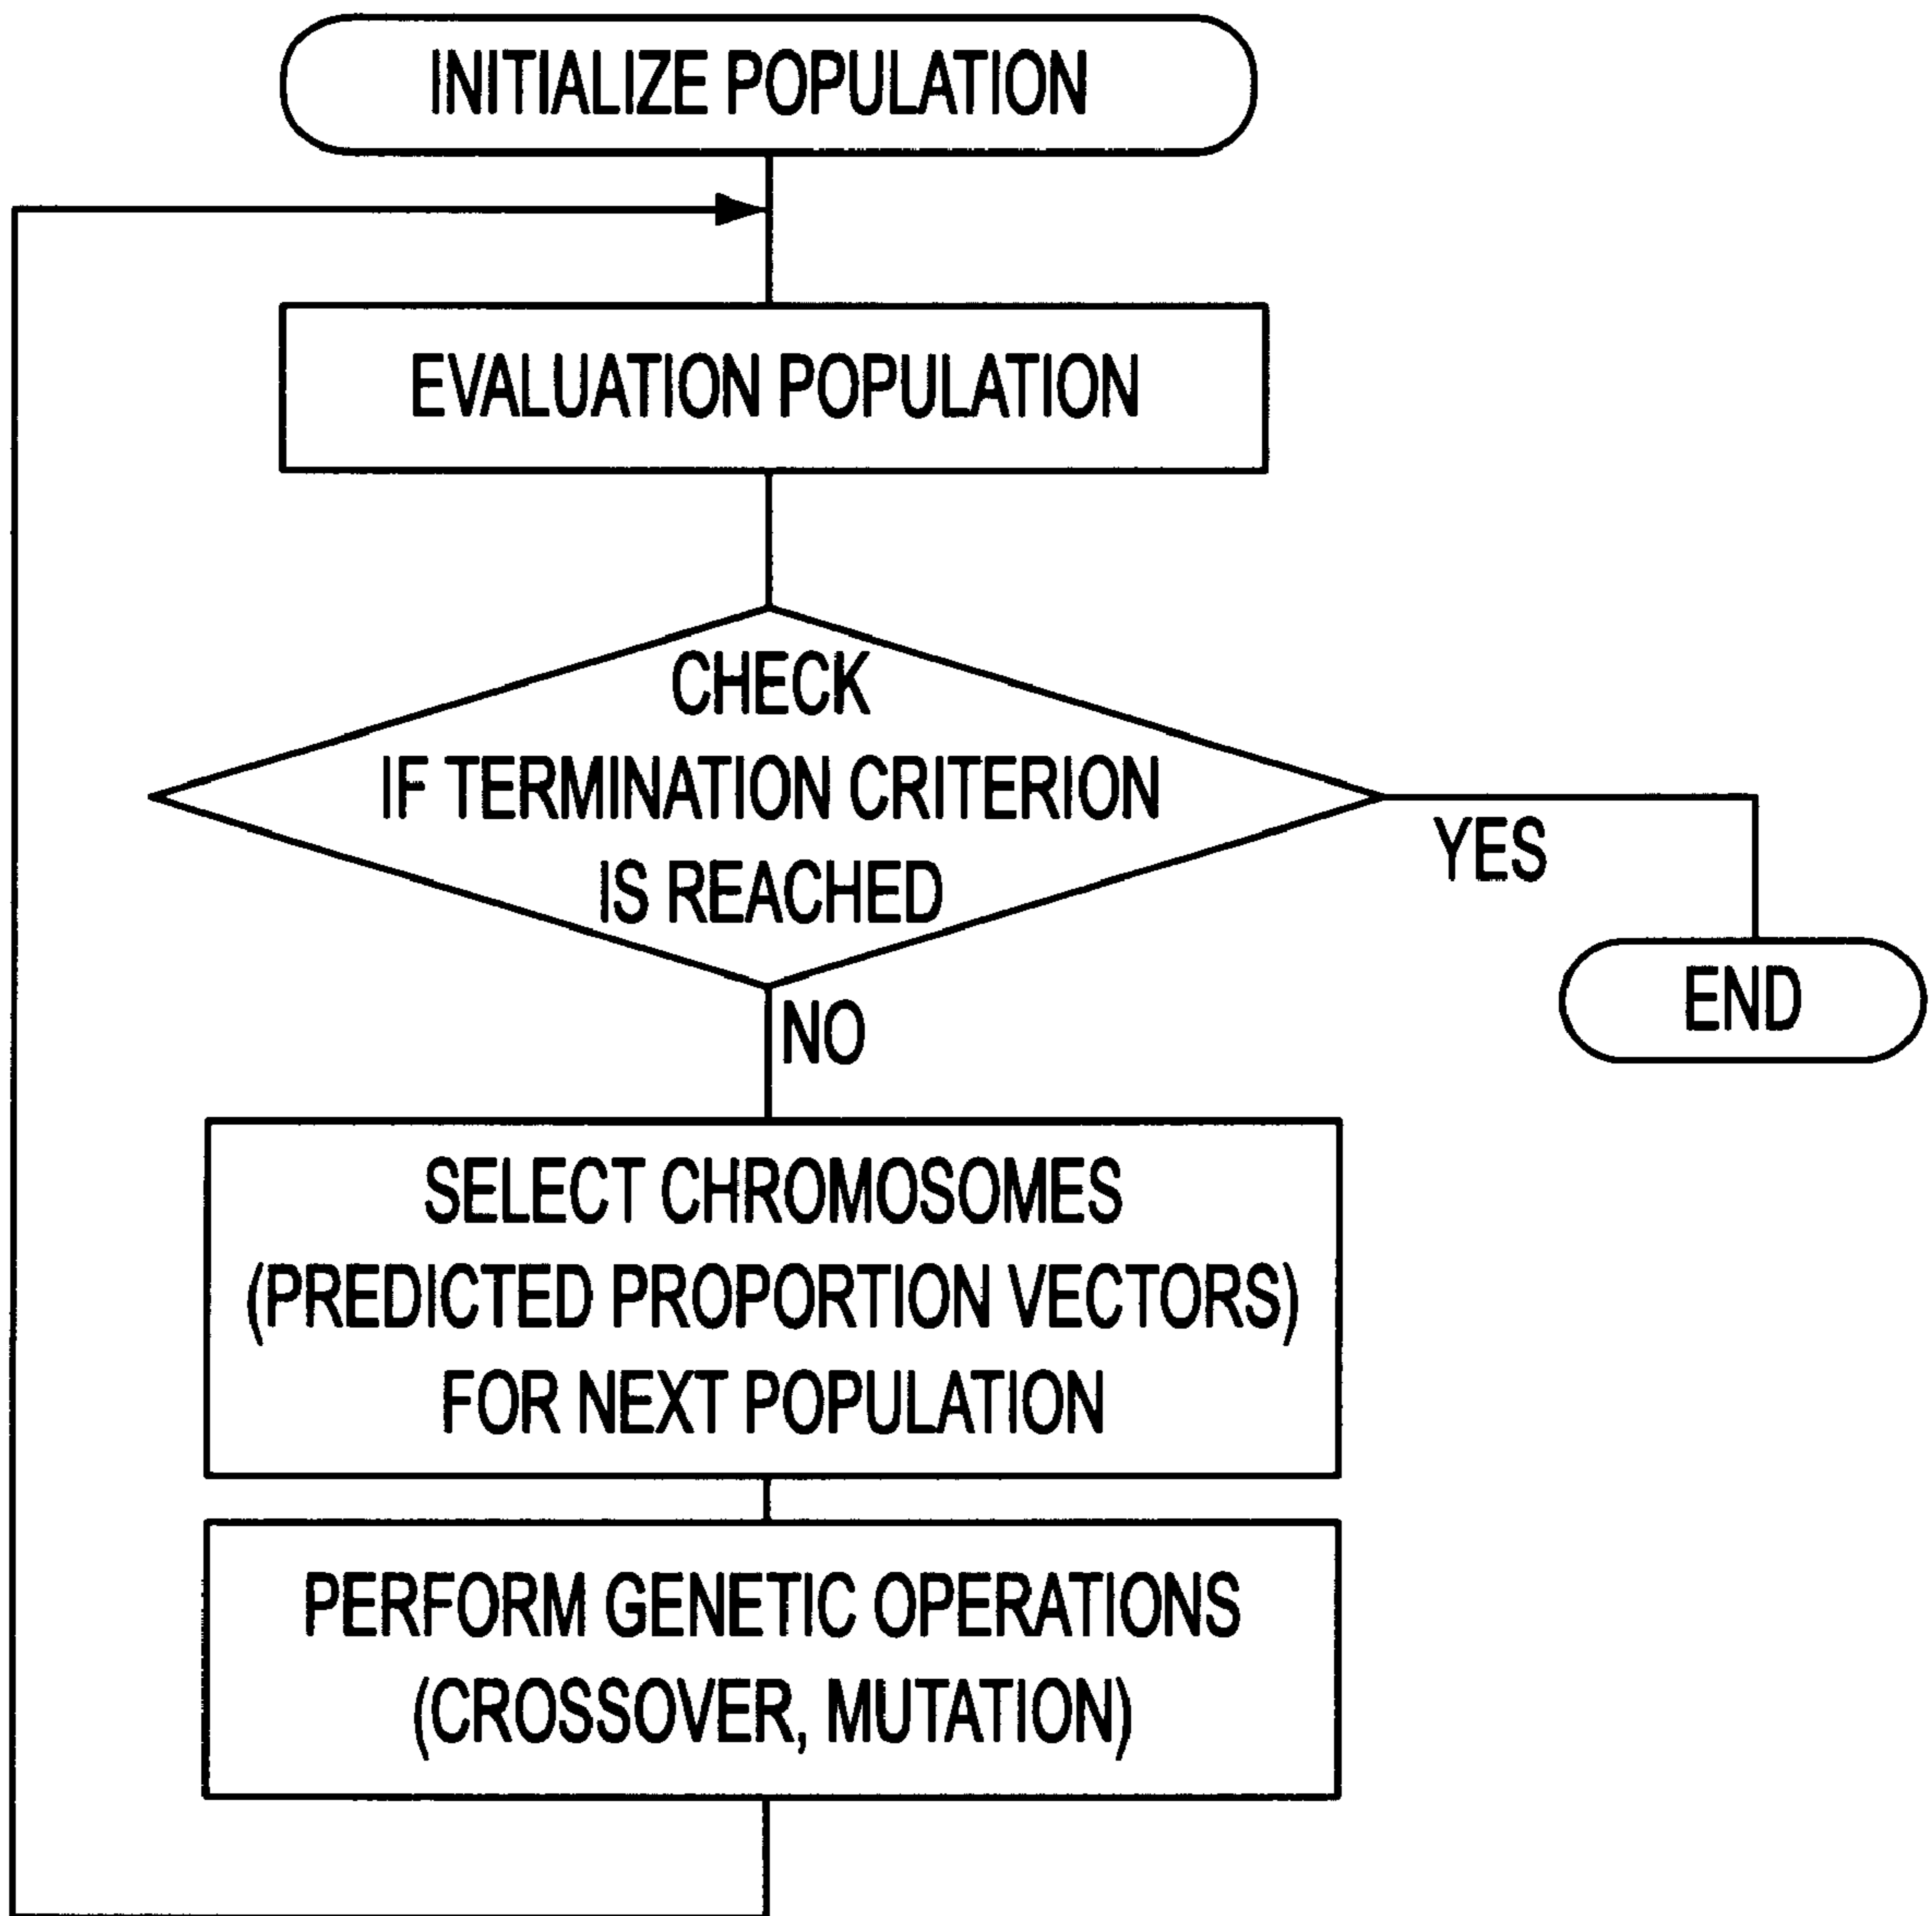 INITIALIZE POPULATION
EVALUATION POPULATION
CHECK
IF TERMINATION CRITERION
IS REACHED
YES
END
NO
SELECT CHROMOSOMES
(PREDICTED PROPORTION VECTORS)
FOR NEXT POPULATION
PERFORM GENETIC OPERATIONS
(CROSSOVER, MUTATION)